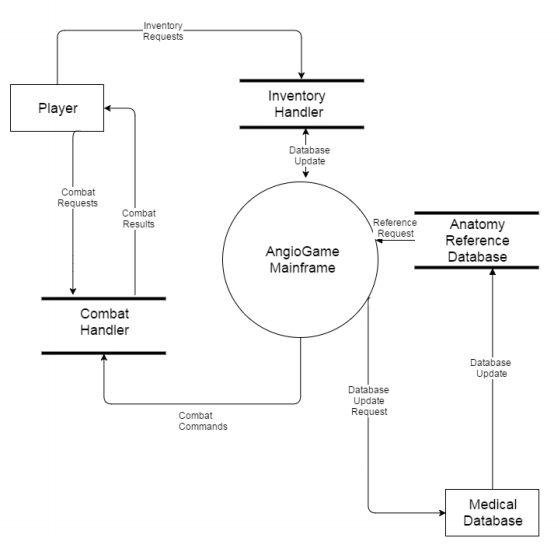 Inventory
Requests
Player
Inventory
Handler
Database
Update
Combat
Requests
Combat
Results
Reference
Request
Anatomy
Reference
Database
AngioGame
Mainframe
Combat
Handler
Database
Update
Database
Update
Request
Combat
Commands
Medical
Database